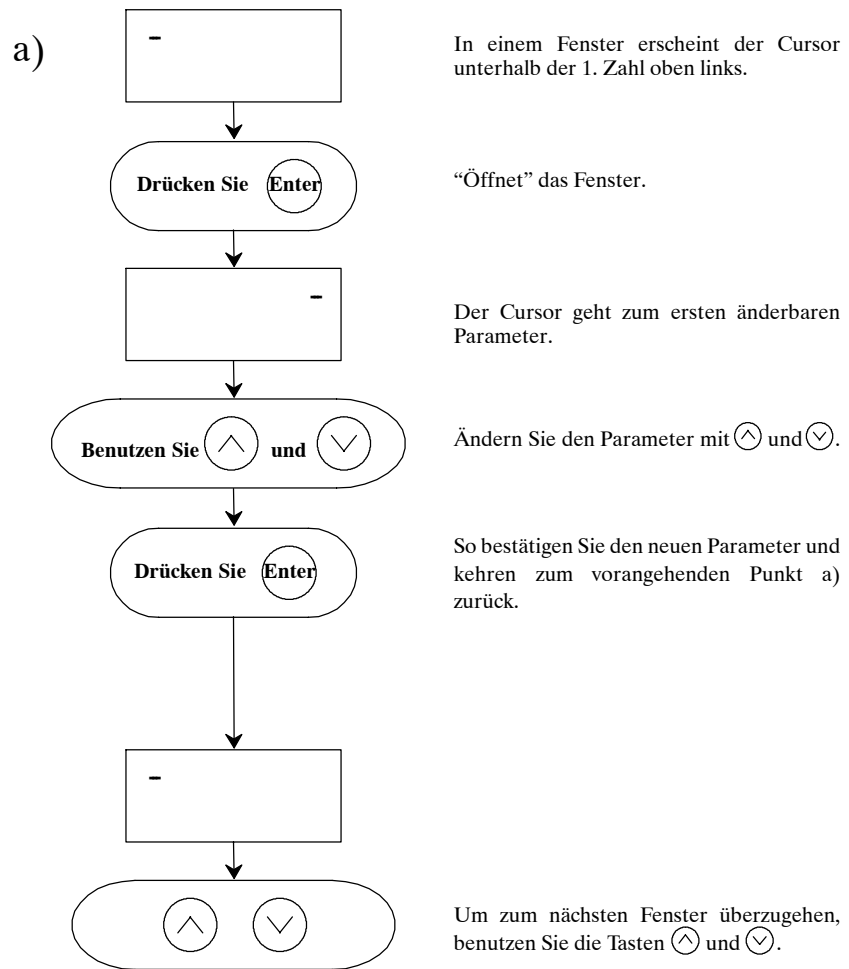 a)
In einem Fenster erscheint der Cursor
unterhalb der 1. Zahl oben links.
Drücken Sie Enter
“Öffnet” das Fenster.
Der Cursor geht zum ersten änderbaren
Parameter.
Benutzen Sie und
Ändern Sie den Parameter mit und .
Drücken Sie Enter
So bestätigen Sie den neuen Parameter und
kehren zum vorangehenden Punkt a)
zurück.
Um zum nächsten Fenster überzugehen,
benutzen Sie die Tasten und .